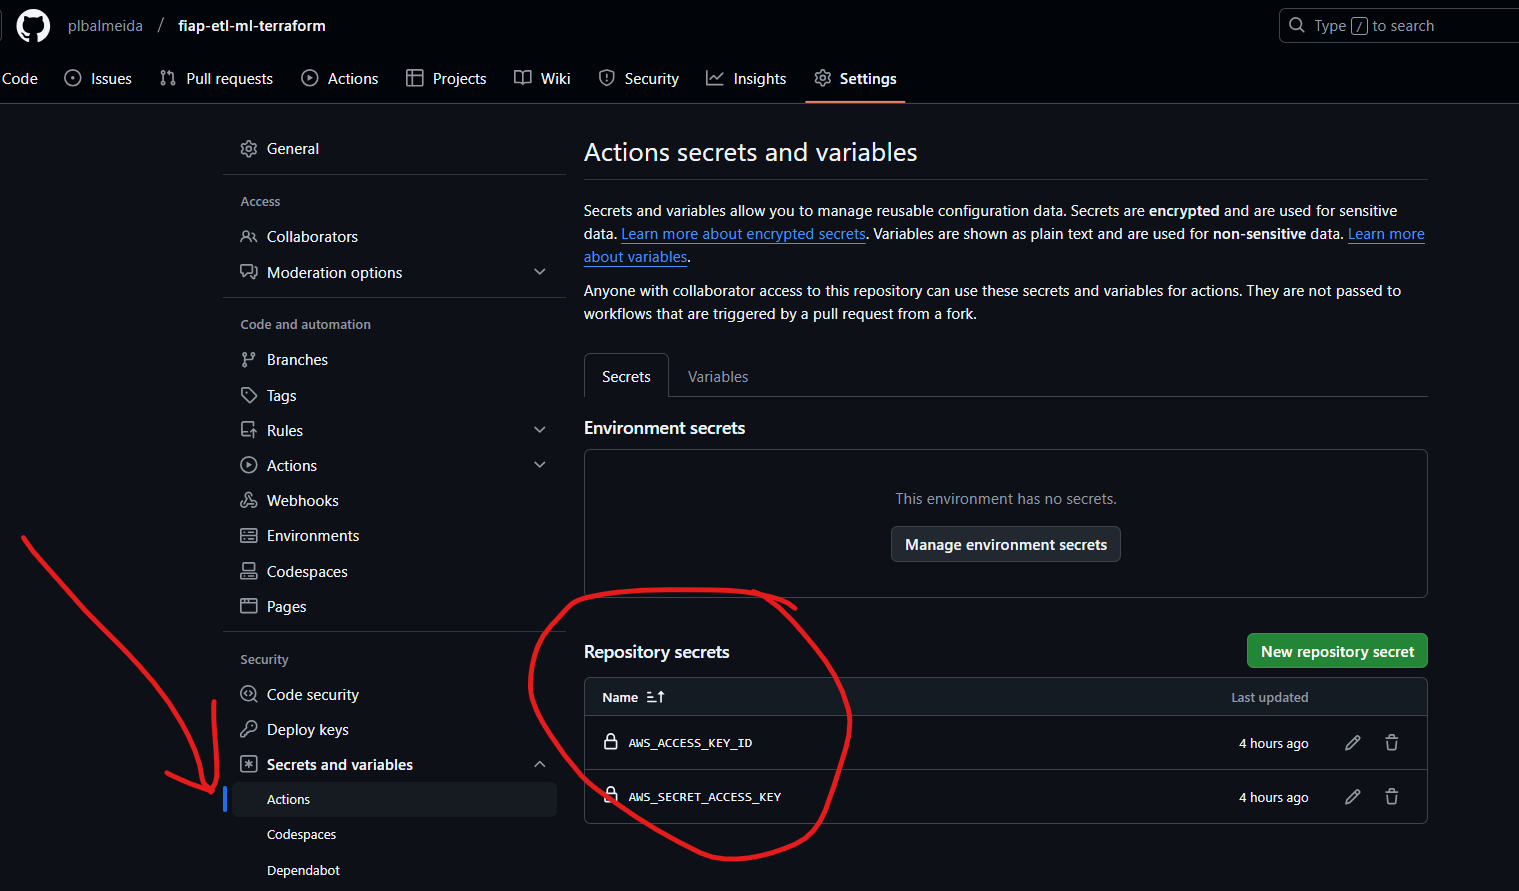 plbalmeida / fiap-etl-ml-terraform
Type / to search
Code Issues Pull requests Actions Projects Wiki Security Insights Settings
General
Access
Collaborators
Moderation options
Code and automation
Branches
Tags
Rules
Actions
Webhooks
Environments
Codespaces
Pages
Security
Code security
Deploy keys
Secrets and variables
Actions
Codespaces
Dependabot
Actions secrets and variables
Secrets and variables allow you to manage reusable configuration data. Secrets are encrypted and are used for sensitive
data. Learn more about encrypted secrets. Variables are shown as plain text and are used for non-sensitive data. Learn more
about variables.
Anyone with collaborator access to this repository can use these secrets and variables for actions. They are not passed to
workflows that are triggered by a pull request from a fork.
Secrets Variables
Environment secrets
This environment has no secrets.
Manage environment secrets
Repository secrets New repository secret
Name Last updated
AWS_ACCESS_KEY_ID 4 hours ago
AWS_SECRET_ACCESS_KEY 4 hours ago